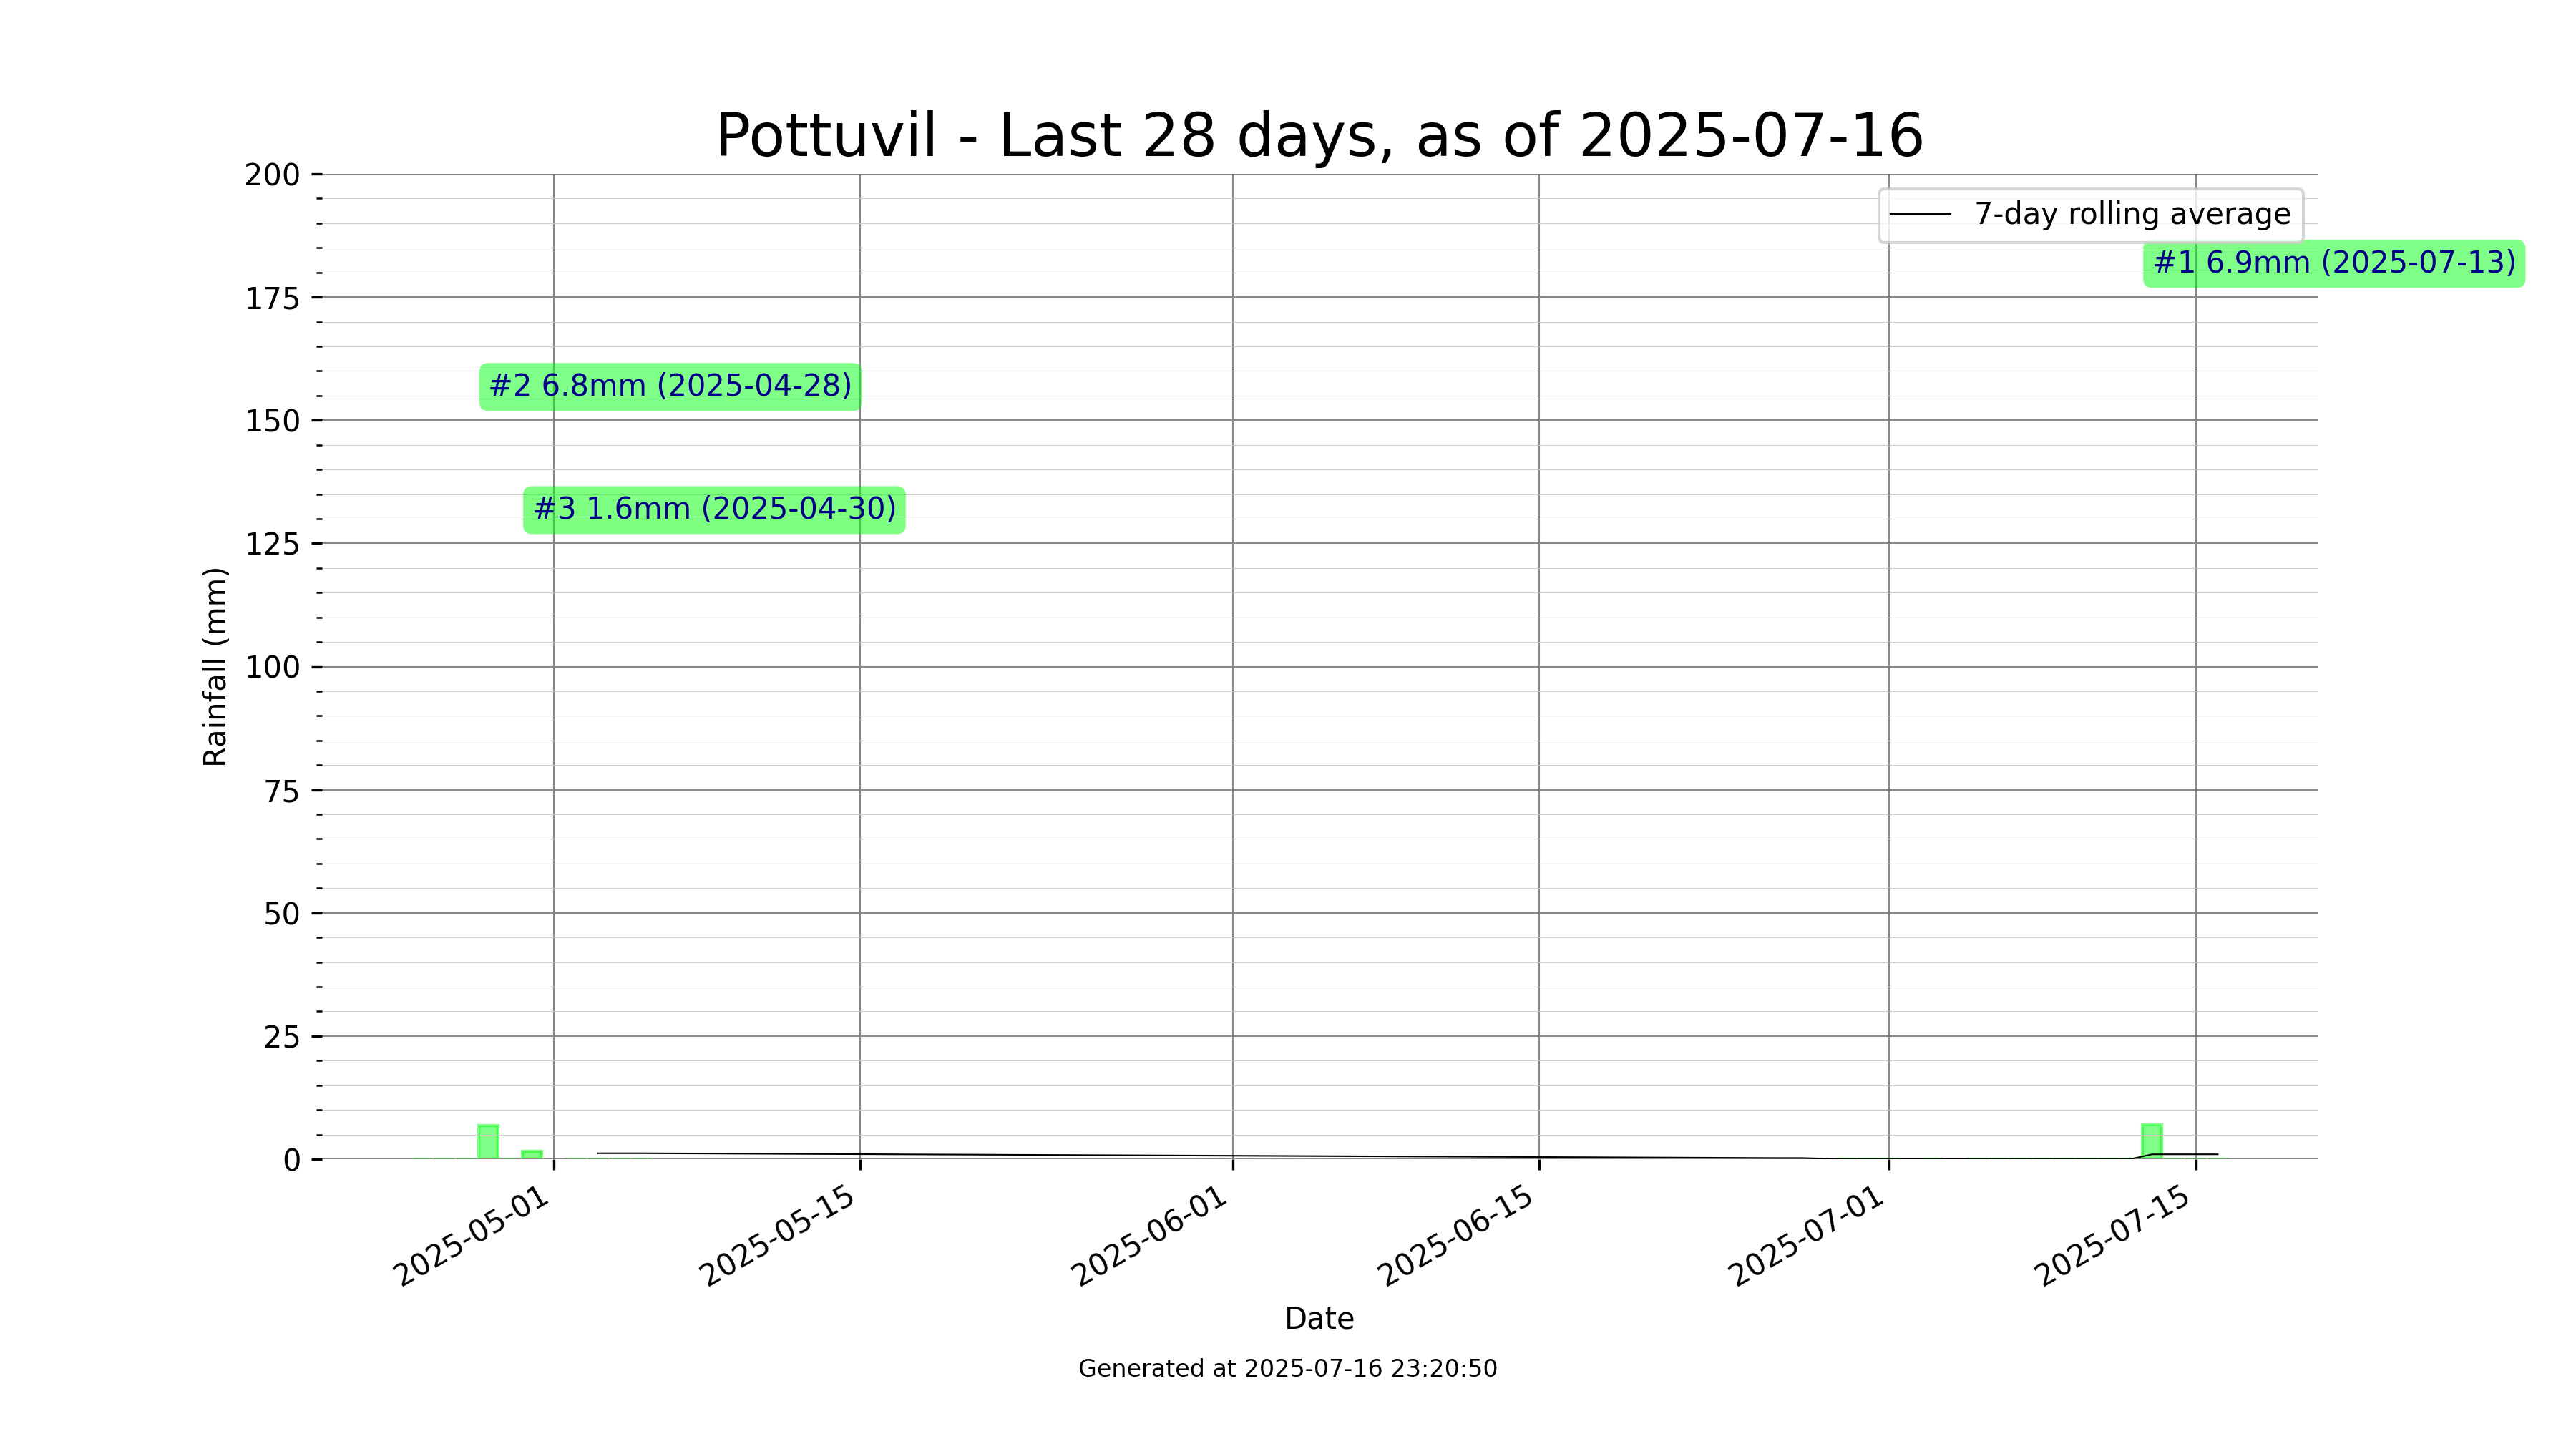 Pottuvil - Last 28 days, as of 2025-07-16
200
175
150
125
100
75
50
25
0
Rainfall (mm)
7-day rolling average
#1 6.9mm (2025-07-13)
#2 6.8mm (2025-04-28)
#3 1.6mm (2025-04-30)
2025-05-01
2025-05-15
2025-06-01
2025-06-15
2025-07-01
2025-07-15
Date
Generated at 2025-07-16 23:20:50